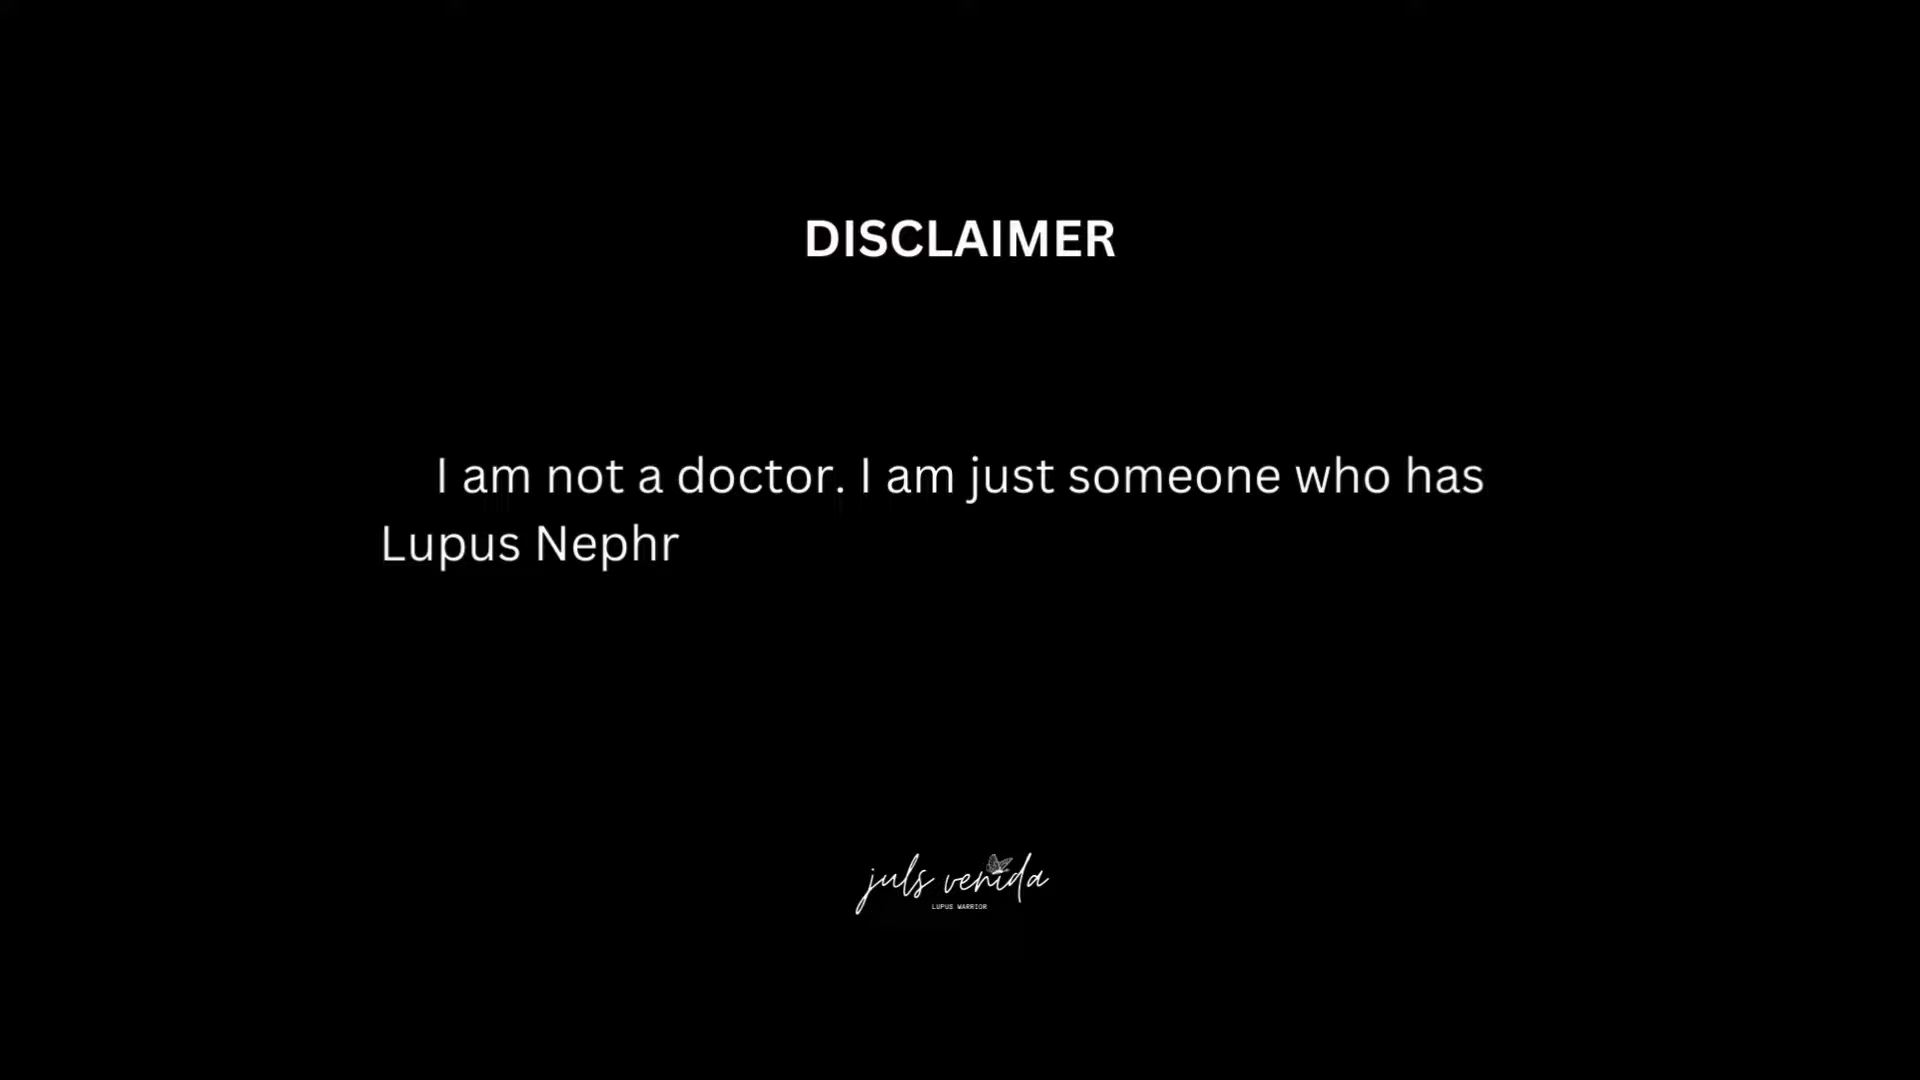 DISCLAIMER
I am not a doctor. I am just someone who has
Lupus Nephr
juls venida
LUPUS WARRIOR